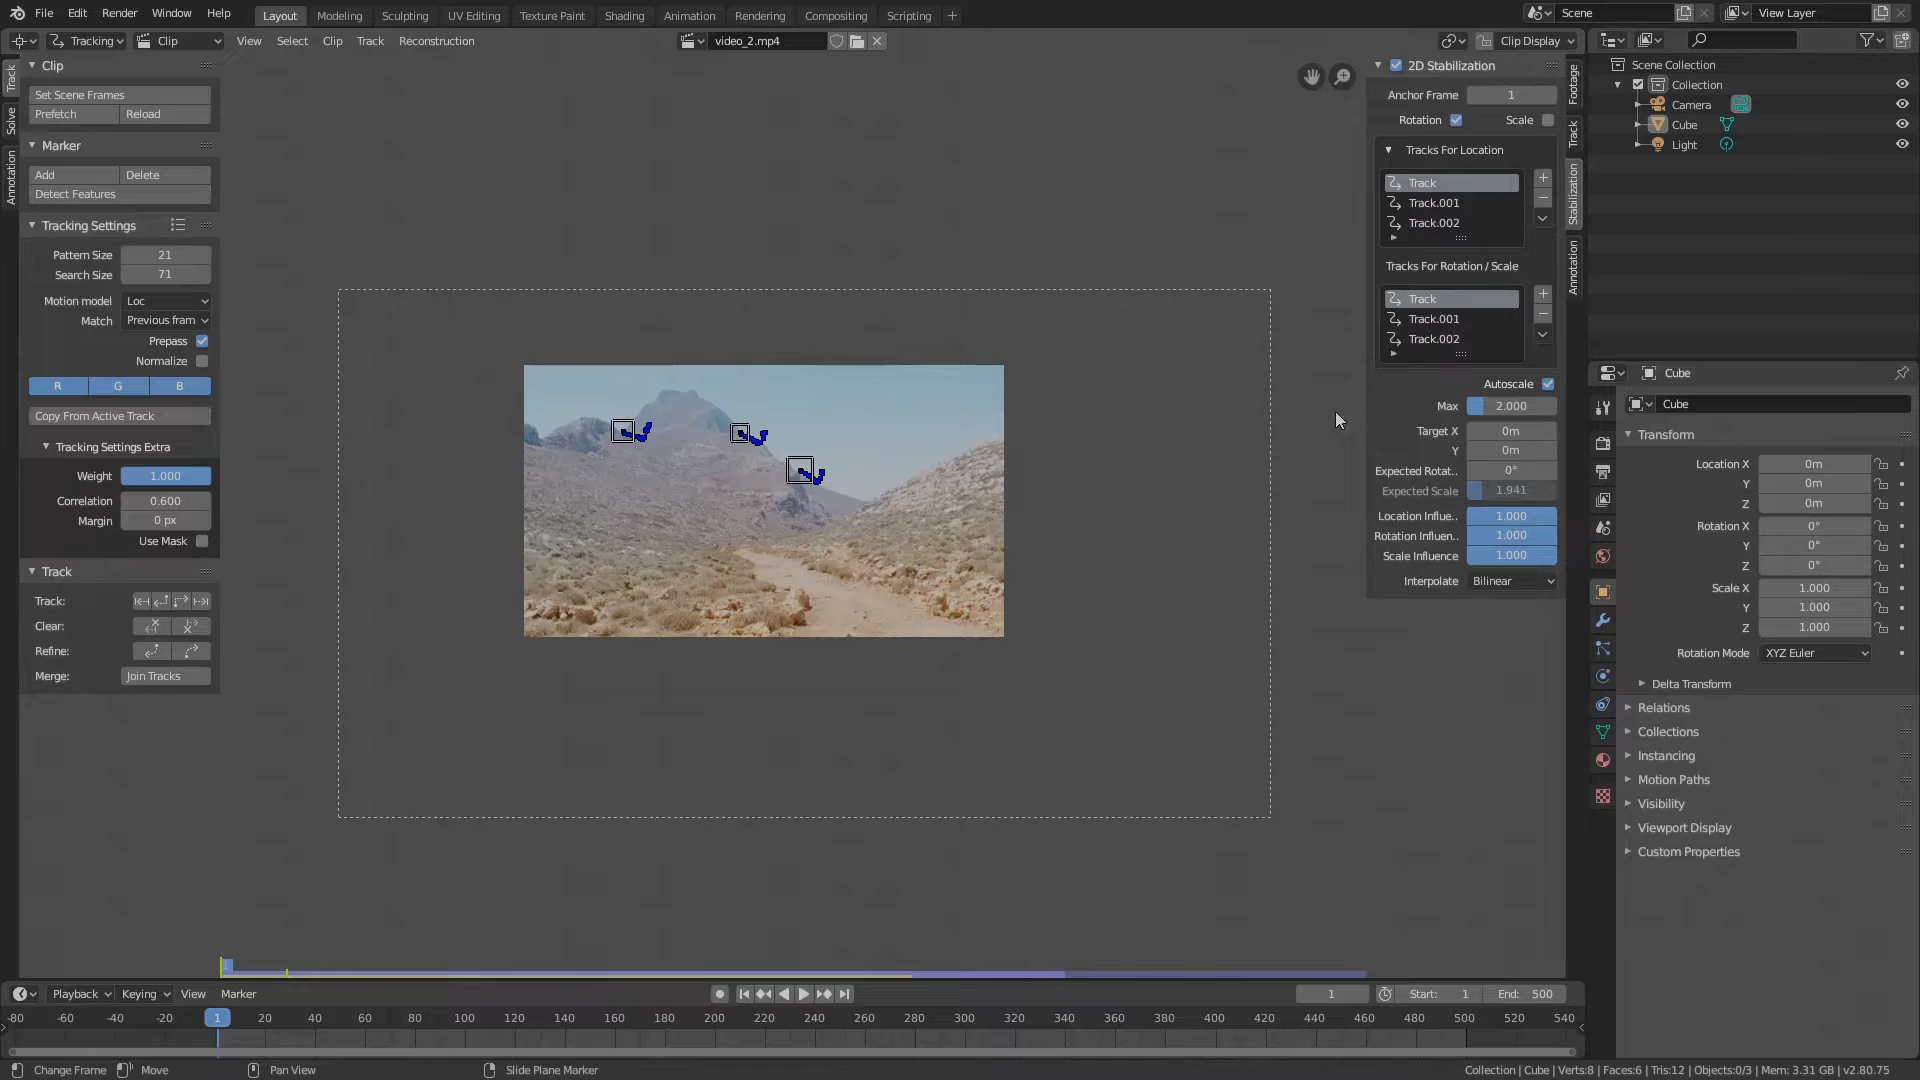 File Edit Render Window Help Layout Modeling Sculpting UV Editing Texture Paint Shading Animation Rendering Compositing Scripting Scene View Layer
Tracking Clip View Select Clip Track Reconstruction video_2.mp4 Clip Display
Clip
Set Scene Frames
Prefetch Reload
Marker
Add Delete
Detect Features
Tracking Settings
Pattern Size 21
Search Size 71
Motion model Loc
Match Previous fram
Prepass
Normalize
R G B
Copy From Active Track
Tracking Settings Extra
Weight 1.000
Correlation 0.600
Margin 0 px
Use Mask
Track
Track:
Clear:
Refine:
Merge: Join Tracks
Track
Solve
Annotation
2D Stabilization
Anchor Frame 1
Rotation Scale
Tracks For Location
Track
Track.001
Track.002
Tracks For Rotation / Scale
Track
Track.001
Track.002
Autoscale
Max 2.000
Target X 0m
Y 0m
Expected Rotat.. 0°
Expected Scale 1.941
Location Influe.. 1.000
Rotation Influen.. 1.000
Scale Influence 1.000
Interpolate Bilinear
Footage
Track
Stabilization
Annotation
Scene Collection
Collection
Camera
Cube
Light
Cube
Cube
Transform
Location X 0m
Y 0m
Z 0m
Rotation X 0°
Y 0°
Z 0°
Scale X 1.000
Y 1.000
Z 1.000
Rotation Mode XYZ Euler
Delta Transform
Relations
Collections
Instancing
Motion Paths
Visibility
Viewport Display
Custom Properties
1
Playback Keying View Marker 1 Start: 1 End: 500
-80 -60 -40 -20 1 20 40 60 80 100 120 140 160 180 200 220 240 260 280 300 320 340 360 380 400 420 440 460 480 500 520 540
Change Frame Move Pan View Slide Plane Marker Collection | Cube | Verts:8 | Faces:6 | Tris:12 | Objects:0/3 | Mem: 3.31 GB | v2.80.75